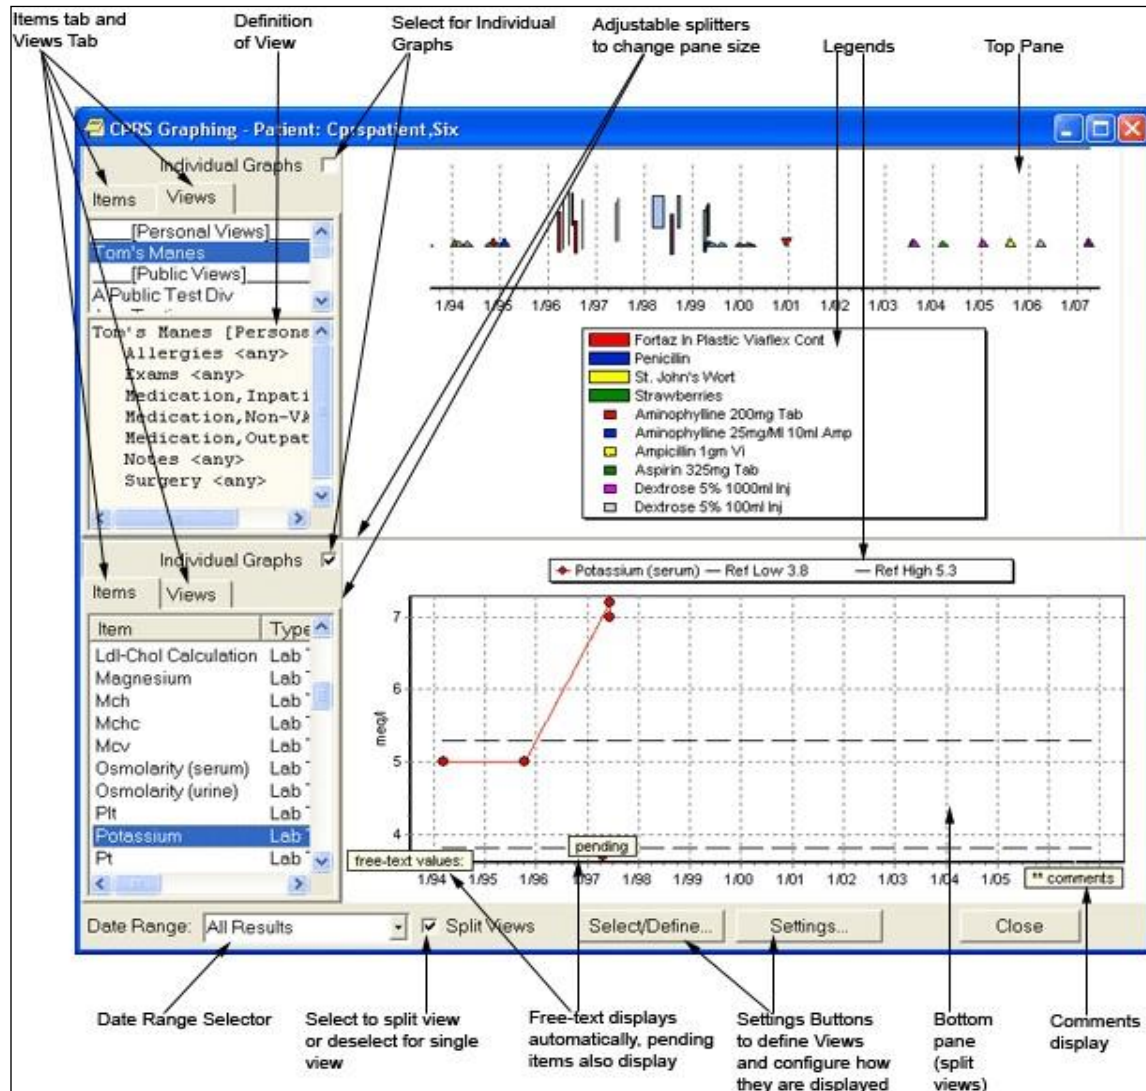 Items tab and
Views Tab
Definition
of View
Select for Individual
Graphs
Adjustable splitters
to change pane size
Legends
Top Pane
CPRS Graphing - Patient: Cprspatient,Six
Individual Graphs
Items
Views
[Personal Views]
Tom's Manes
[Public Views]
A Public Test Div
Tom's Manes [Persona
Allergies <any>
Exams <any>
Medication,Inpati
Medication,Non-VA
Medication,Outpat
Notes <any>
Surgery <any>
1/94 1/95 1/96 1/97 1/98 1/99 1/00 1/01 1/02 1/03 1/04 1/05 1/06 1/07
Fortaz In Plastic Viaflex Cont
Penicillin
St. John's Wort
Strawberries
Aminophylline 200mg Tab
Aminophylline 25mg/Ml 10ml Amp
Ampicillin 1gm Vi
Aspirin 325mg Tab
Dextrose 5% 1000ml Inj
Dextrose 5% 100ml Inj
Individual Graphs
Items
Views
Item Type
Ldl-Chol Calculation Lab
Magnesium Lab
Mch Lab
Mchc Lab
Mcv Lab
Osmolarity (serum) Lab
Osmolarity (urine) Lab
Plt Lab
Potassium Lab
Pt Lab
Potassium (serum) Ref Low 3.8 Ref High 5.3
7
6
5
4
meq/l
pending
free-text values:
1/94 1/95 1/96 1/97 1/98 1/99 1/00 1/01 1/02 1/03 1/04 1/05
** comments
Date Range: All Results
Split Views
Select/Define...
Settings...
Close
Date Range Selector
Select to split view
or deselect for single
view
Free-text displays
automatically, pending
items also display
Settings Buttons
to define Views
and configure how
they are displayed
Bottom
pane
(split
views)
Comments
display